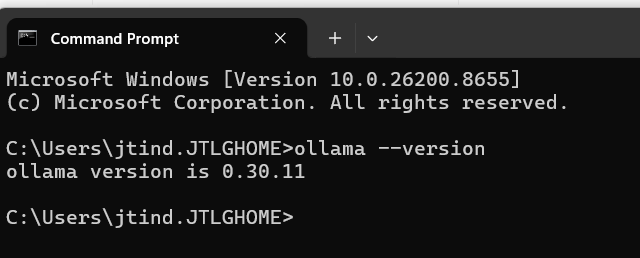 Command Prompt
Microsoft Windows [Version 10.0.26200.8655]
(c) Microsoft Corporation. All rights reserved.
C:\Users\jtind.JTLGHOME>ollama --version
ollama version is 0.30.11
C:\Users\jtind.JTLGHOME>